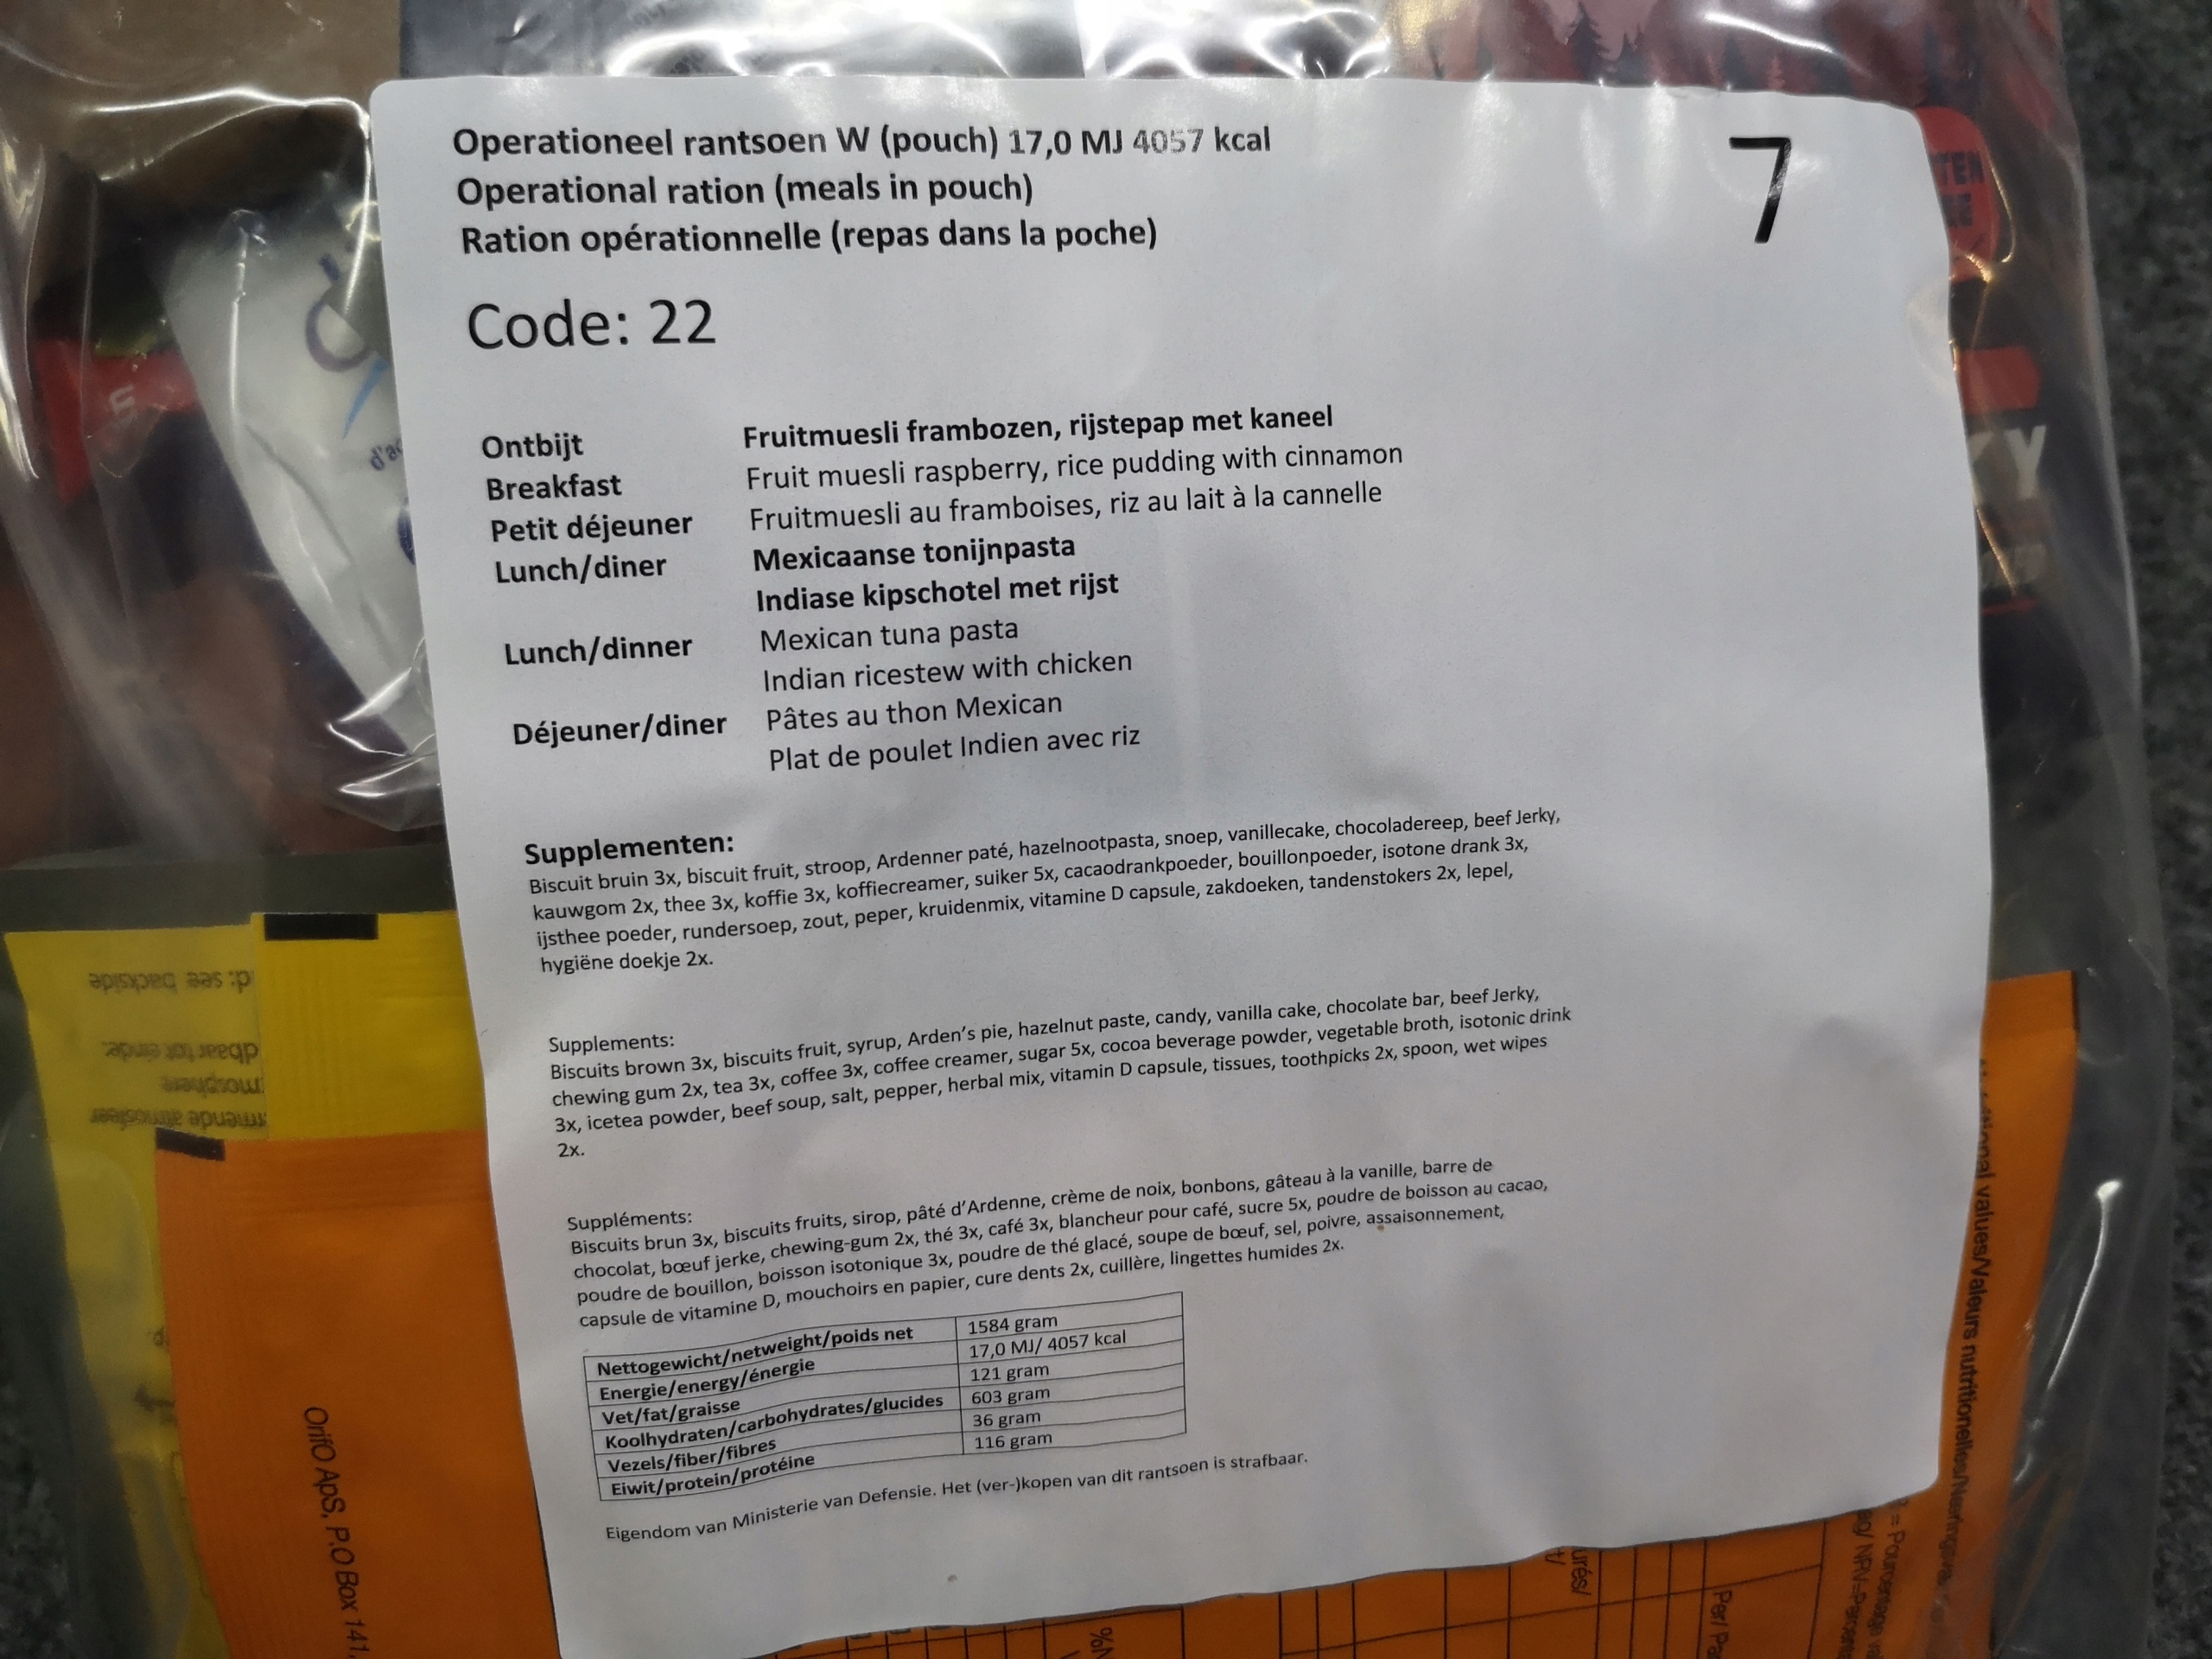 Operationeel rantsoen W (pouch) 17,0 MJ 4057 kcal
Operational ration (meals in pouch)
Ration opérationnelle (repas dans la poche)
7
Code: 22
Ontbijt Fruitmuesli frambozen, rijstepap met kaneel
Breakfast Fruit muesli raspberry, rice pudding with cinnamon
Petit déjeuner Fruitmuesli au framboises, riz au lait à la cannelle
Lunch/diner Mexicaanse tonijnpasta
Indiase kipschotel met rijst
Lunch/dinner Mexican tuna pasta
Indian ricestew with chicken
Déjeuner/diner Pâtes au thon Mexican
Plat de poulet Indien avec riz
Supplementen:
Biscuit bruin 3x, biscuit fruit, stroop, Ardenner paté, hazelnootpasta, snoep, vanillecake, chocoladereep, beef Jerky,
kauwgom 2x, thee 3x, koffie 3x, koffiecreamer, suiker 5x, cacaodrankpoeder, bouillonpoeder, isotone drank 3x,
ijsthee poeder, rundersoep, zout, peper, kruidenmix, vitamine D capsule, zakdoeken, tandenstokers 2x, lepel,
hygiëne doekje 2x.
Supplements:
Biscuits brown 3x, biscuits fruit, syrup, Arden's pie, hazelnut paste, candy, vanilla cake, chocolate bar, beef Jerky,
chewing gum 2x, tea 3x, coffee 3x, coffee creamer, sugar 5x, cocoa beverage powder, vegetable broth, isotonic drink
3x, icetea powder, beef soup, salt, pepper, herbal mix, vitamin D capsule, tissues, toothpicks 2x, spoon, wet wipes
2x.
Suppléments:
Biscuits brun 3x, biscuits fruits, sirop, pâté d'Ardenne, crème de noix, bonbons, gâteau à la vanille, barre de
chocolat, bœuf jerke, chewing-gum 2x, thé 3x, café 3x, blancheur pour café, sucre 5x, poudre de boisson au cacao,
poudre de bouillon, boisson isotonique 3x, poudre de thé glacé, soupe de bœuf, sel, poivre, assaisonnement,
capsule de vitamine D, mouchoirs en papier, cure dents 2x, cuillère, lingettes humides 2x.
Nettogewicht/netweight/poids net 1584 gram
Energie/energy/énergie 17,0 MJ/ 4057 kcal
Vet/fat/graisse 121 gram
Koolhydraten/carbohydrates/glucides 603 gram
Vezels/fiber/fibres 36 gram
Eiwit/protein/protéine 116 gram
Eigendom van Ministerie van Defensie. Het (ver-)kopen van dit rantsoen is strafbaar.
d: see backside
dbaar tot einde:
OrifO ApS, P.O Box 141,
values/Valeurs nutritionelles/